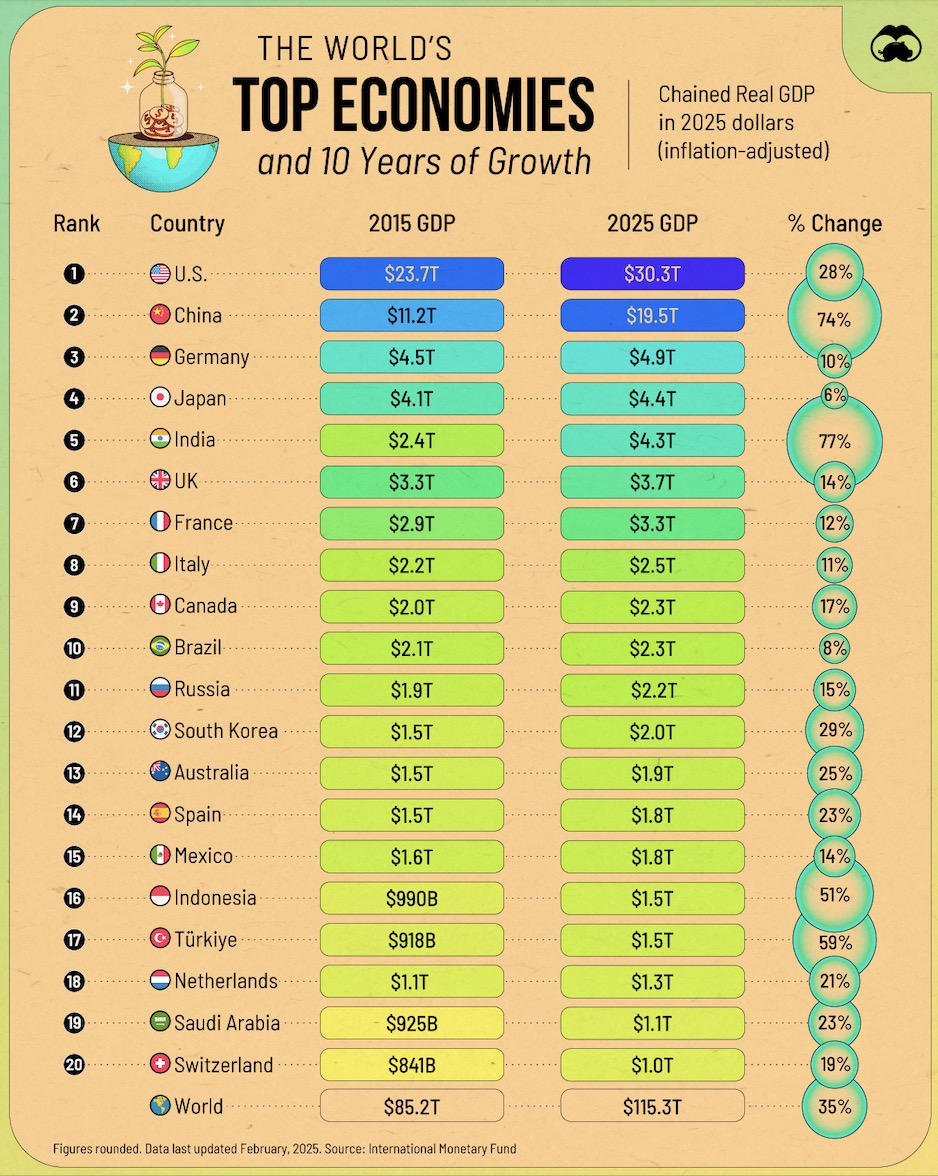 THE WORLD'S
TOP ECONOMIES
and 10 Years of Growth
Chained Real GDP
in 2025 dollars
(inflation-adjusted)
Rank Country 2015 GDP 2025 GDP % Change
1 U.S. $23.7T $30.3T 28%
2 China $11.2T $19.5T 74%
3 Germany $4.5T $4.9T 10%
4 Japan $4.1T $4.4T 6%
5 India $2.4T $4.3T 77%
6 UK $3.3T $3.7T 14%
7 France $2.9T $3.3T 12%
8 Italy $2.2T $2.5T 11%
9 Canada $2.0T $2.3T 17%
10 Brazil $2.1T $2.3T 8%
11 Russia $1.9T $2.2T 15%
12 South Korea $1.5T $2.0T 29%
13 Australia $1.5T $1.9T 25%
14 Spain $1.5T $1.8T 23%
15 Mexico $1.6T $1.8T 14%
16 Indonesia $990B $1.5T 51%
17 Türkiye $918B $1.5T 59%
18 Netherlands $1.1T $1.3T 21%
19 Saudi Arabia $925B $1.1T 23%
20 Switzerland $841B $1.0T 19%
World $85.2T $115.3T 35%
Figures rounded. Data last updated February, 2025. Source: International Monetary Fund